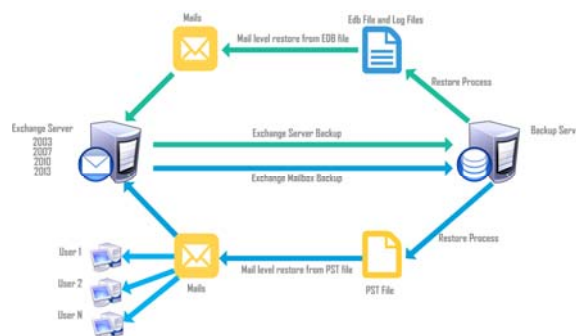 Mails
Edb File and Log Files
Mail level restore from EDB file
Restore Process
Exchange Server
2003
2007
2010
2013
Exchange Server Backup
Backup Serv
Exchange Mailbox Backup
Restore Process
User 1
User 2
User N
Mails
Mail level restore from PST file
PST File